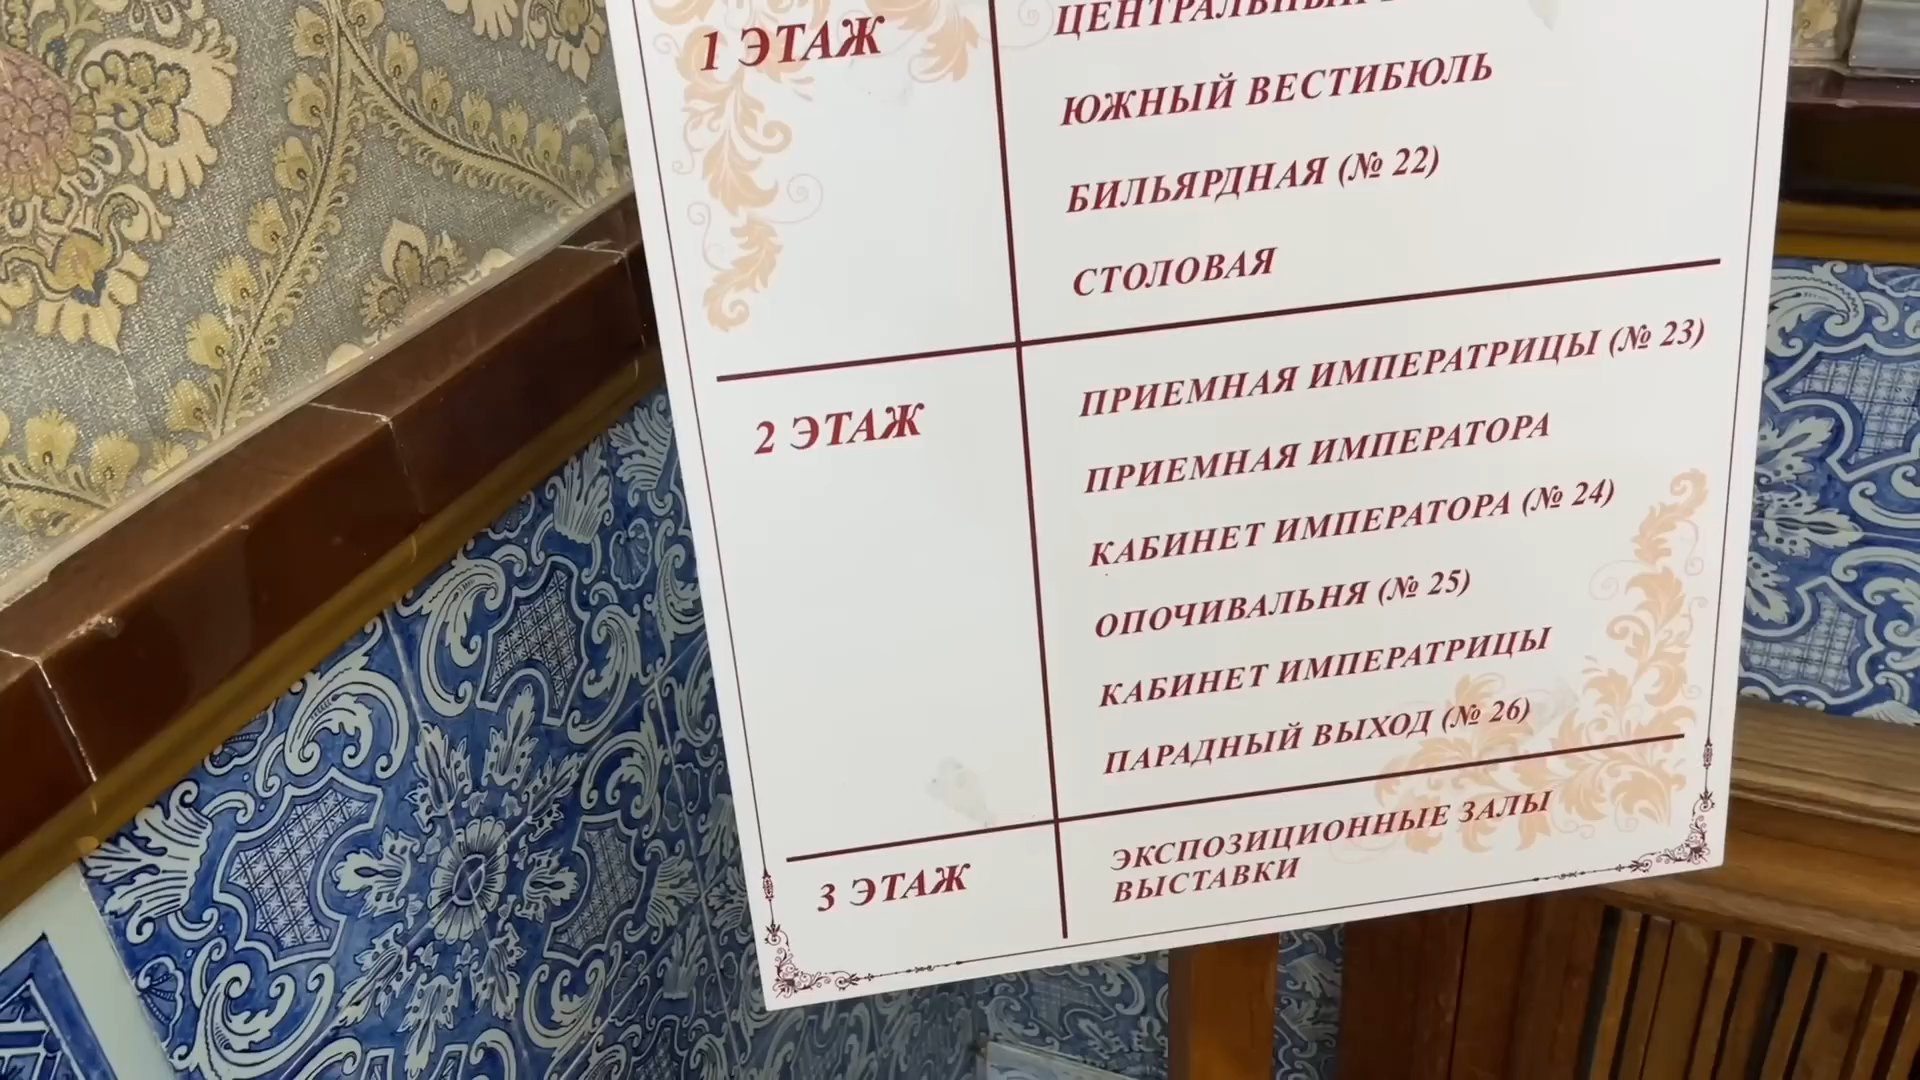 1 ЭТАЖ
ЦЕНТРАЛЬНЫЙ
ЮЖНЫЙ ВЕСТИБЮЛЬ
БИЛЬЯРДНАЯ (№ 22)
СТОЛОВАЯ
2 ЭТАЖ
ПРИЕМНАЯ ИМПЕРАТРИЦЫ (№ 23)
ПРИЕМНАЯ ИМПЕРАТОРА
КАБИНЕТ ИМПЕРАТОРА (№ 24)
ОПОЧИВАЛЬНЯ (№ 25)
КАБИНЕТ ИМПЕРАТРИЦЫ
ПАРАДНЫЙ ВЫХОД (№ 26)
3 ЭТАЖ
ЭКСПОЗИЦИОННЫЕ ЗАЛЫ
ВЫСТАВКИ